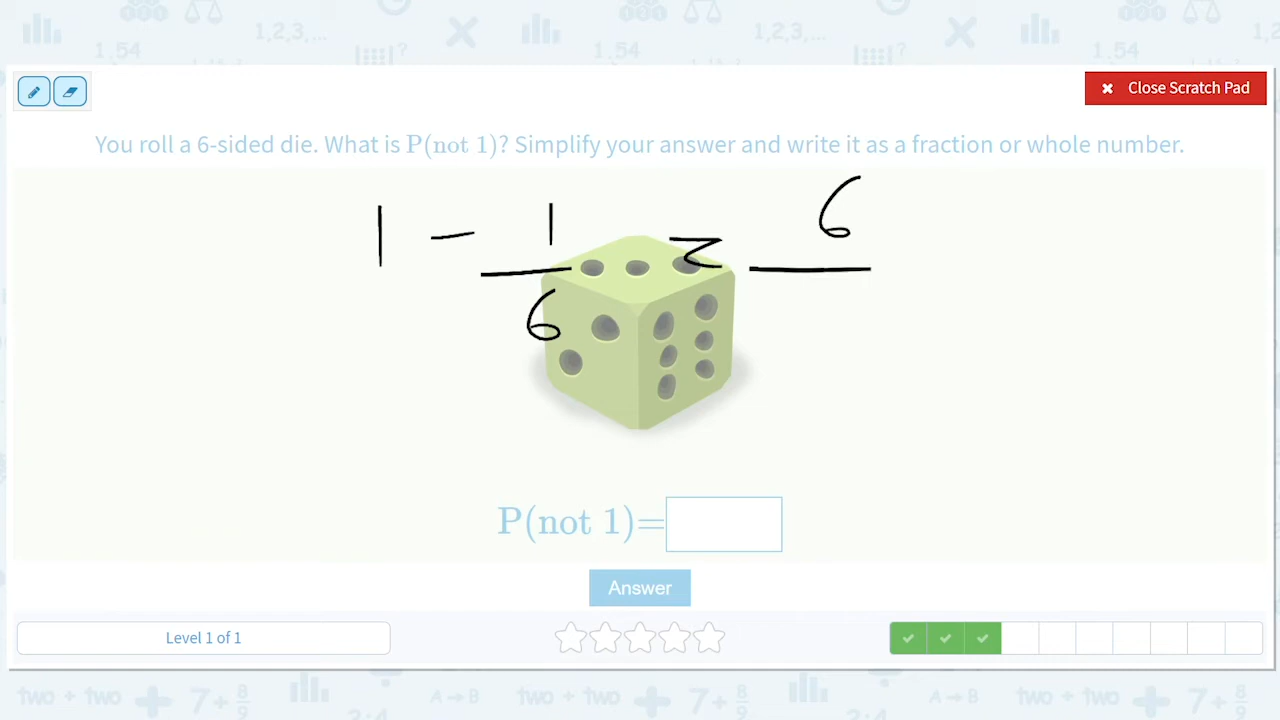 Close Scratch Pad
You roll a 6-sided die. What is P(not 1)? Simplify your answer and write it as a fraction or whole number.
1 - 1/6 = 6/
P(not 1)=
Answer
Level 1 of 1